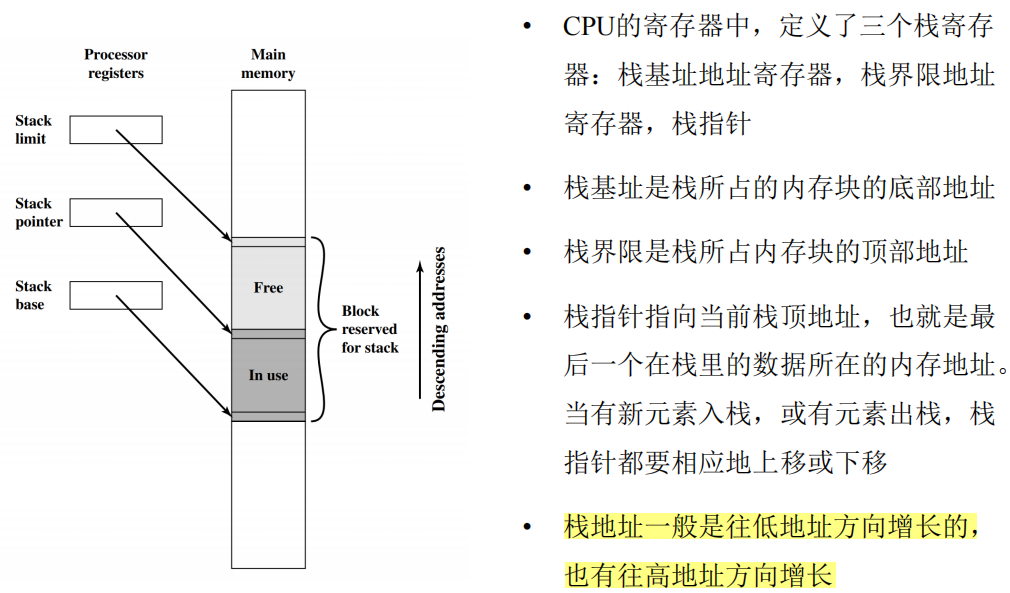 Processor
registers
Main
memory
Stack
limit
Stack
pointer
Stack
base
Free
In use
Block
reserved
for stack
Descending addresses
• CPU的寄存器中，定义了三个栈寄存
器：栈基址地址寄存器，栈界限地址
寄存器，栈指针
• 栈基址是栈所占的内存块的底部地址
• 栈界限是栈所占内存块的顶部地址
• 栈指针指向当前栈顶地址，也就是最
后一个在栈里的数据所在的内存地址。
当有新元素入栈，或有元素出栈，栈
指针都要相应地上移或下移
• 栈地址一般是往低地址方向增长的，
也有往高地址方向增长